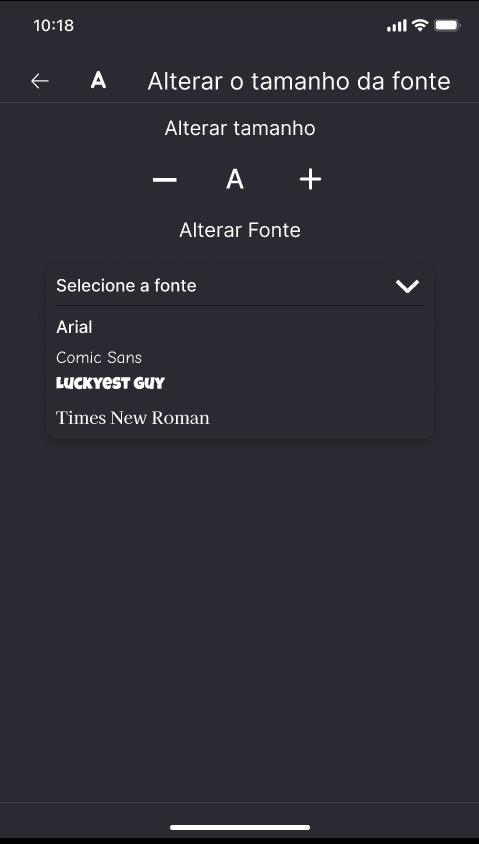 10:18
A Alterar o tamanho da fonte
Alterar tamanho
— A +
Alterar Fonte
Selecione a fonte
Arial
Comic Sans
Luckyest Guy
Times New Roman